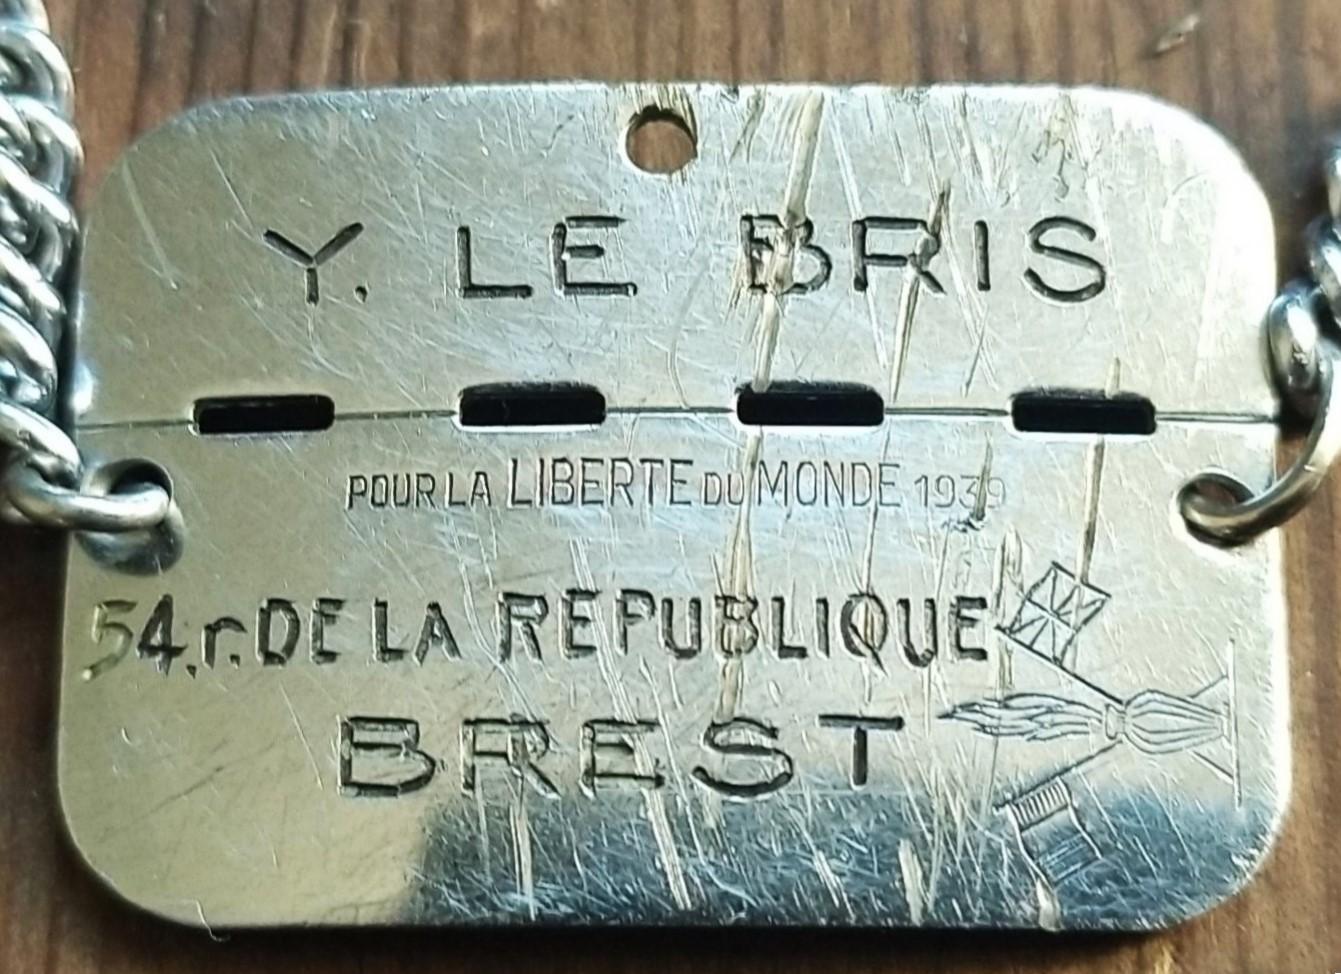 Y. LE BRIS
POUR LA LIBERTE DU MONDE 1939
54.r.DE LA REPUBLIQUE
BREST